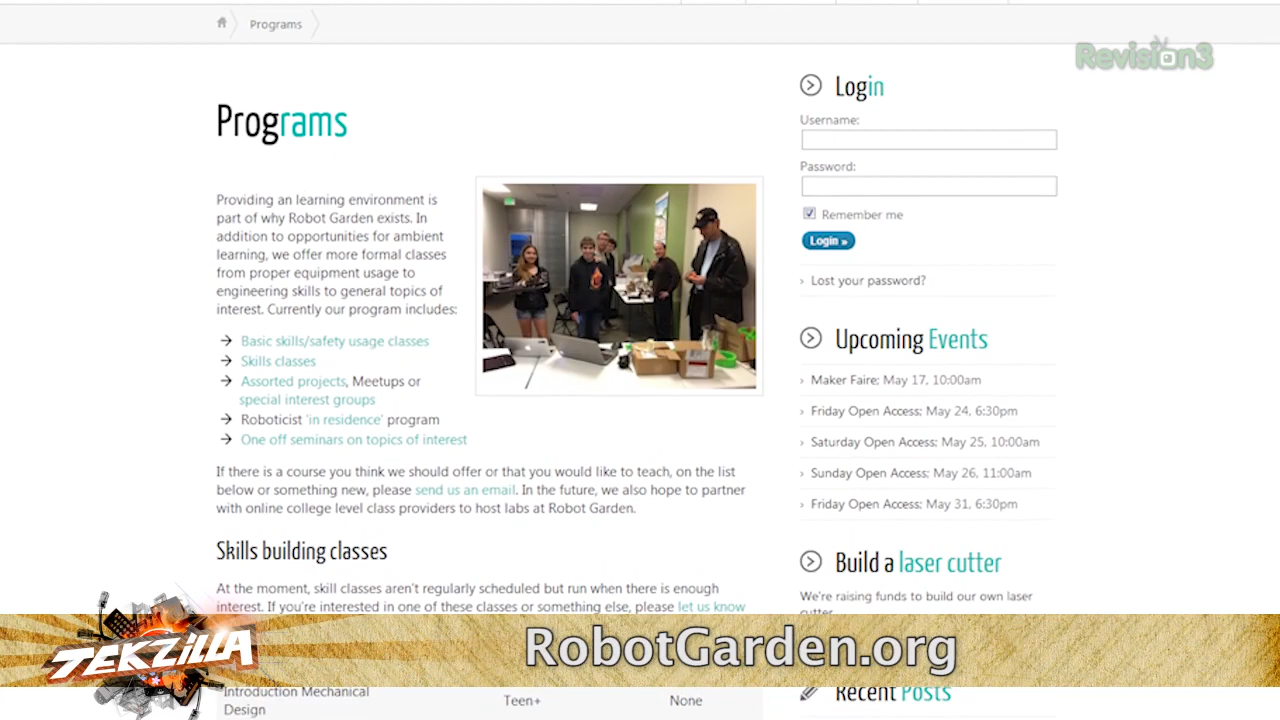 Programs
Revision3
Programs
Providing an learning environment is
part of why Robot Garden exists. In
addition to opportunities for ambient
learning, we offer more formal classes
from proper equipment usage to
engineering skills to general topics of
interest. Currently our program includes:
Basic skills/safety usage classes
Skills classes
Assorted projects, Meetups or
special interest groups
Roboticist 'in residence' program
One off seminars on topics of interest
If there is a course you think we should offer or that you would like to teach, on the list
below or something new, please send us an email. In the future, we also hope to partner
with online college level class providers to host labs at Robot Garden.
Skills building classes
At the moment, skill classes aren't regularly scheduled but run when there is enough
interest. If you're interested in one of these classes or something else, please let us know
Introduction Mechanical
Design
Teen+
None
Login
Username:
Password:
Remember me
Login »
Lost your password?
Upcoming Events
Maker Faire: May 17, 10:00am
Friday Open Access: May 24, 6:30pm
Saturday Open Access: May 25, 10:00am
Sunday Open Access: May 26, 11:00am
Friday Open Access: May 31, 6:30pm
Build a laser cutter
We're raising funds to build our own laser
cutter
Recent Posts
TEKZILLA
RobotGarden.org